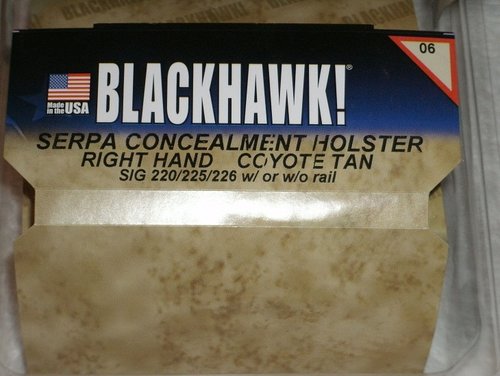 06
Made
in the USA
BLACKHAWK!®
SERPA CONCEALMENT HOLSTER
RIGHT HAND COYOTE TAN
SIG 220/225/226 w/ or w/o rail